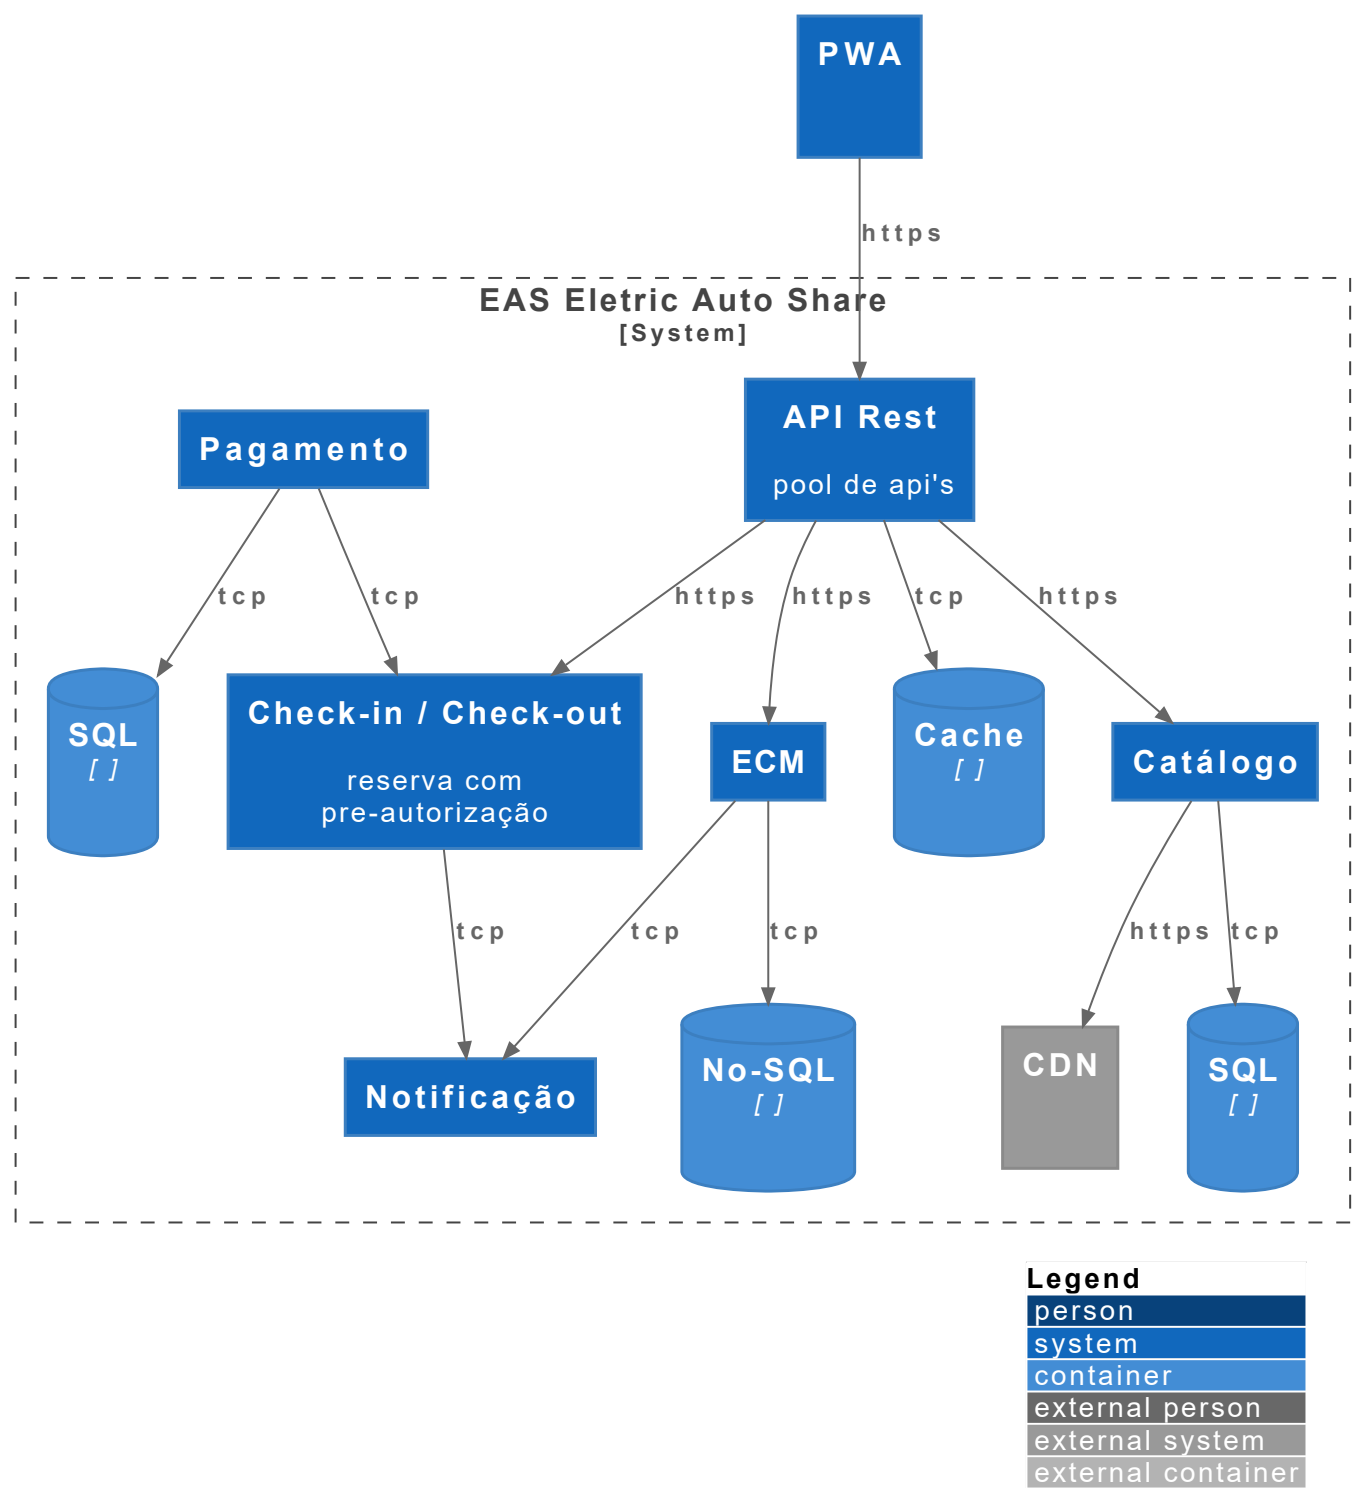 PWA
https
EAS Eletric Auto Share
[System]
Pagamento
API Rest
pool de api's
tcp
tcp
https
https
tcp
https
SQL
[ ]
Check-in / Check-out
reserva com
pre-autorização
ECM
Cache
[ ]
Catálogo
tcp
tcp
tcp
https
tcp
Notificação
No-SQL
[ ]
CDN
SQL
[ ]
Legend
person
system
container
external person
external system
external container